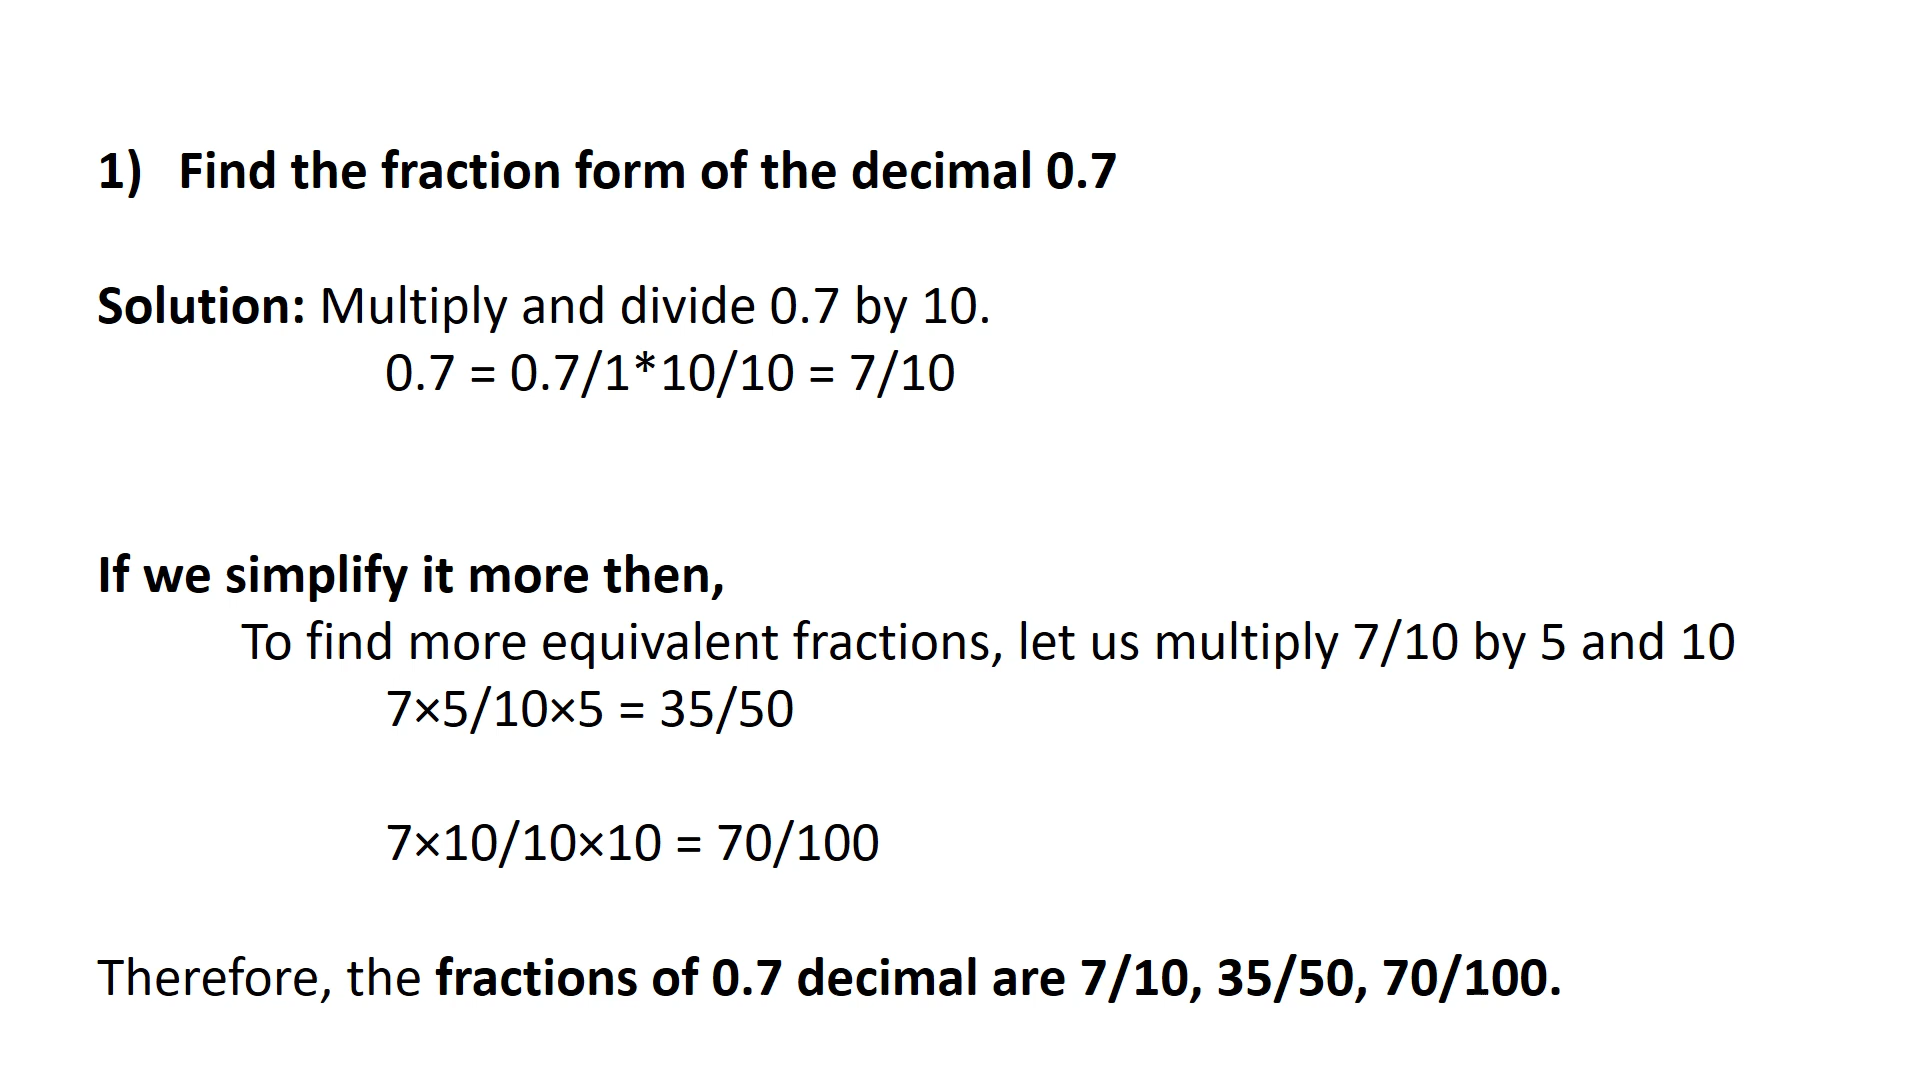 1) Find the fraction form of the decimal 0.7
Solution: Multiply and divide 0.7 by 10.
0.7 = 0.7/1*10/10 = 7/10
If we simplify it more then,
To find more equivalent fractions, let us multiply 7/10 by 5 and 10
7×5/10×5 = 35/50
7×10/10×10 = 70/100
Therefore, the fractions of 0.7 decimal are 7/10, 35/50, 70/100.